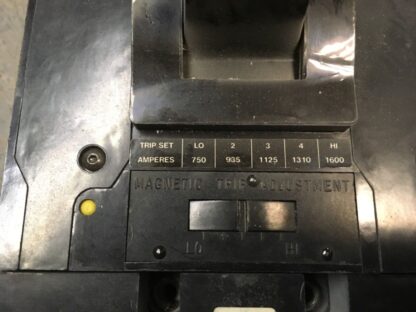 TRIP SET LO 2 3 4 HI
AMPERES 750 935 1125 1310 1600
MAGNETIC TRIP ADJUSTMENT
LO HI